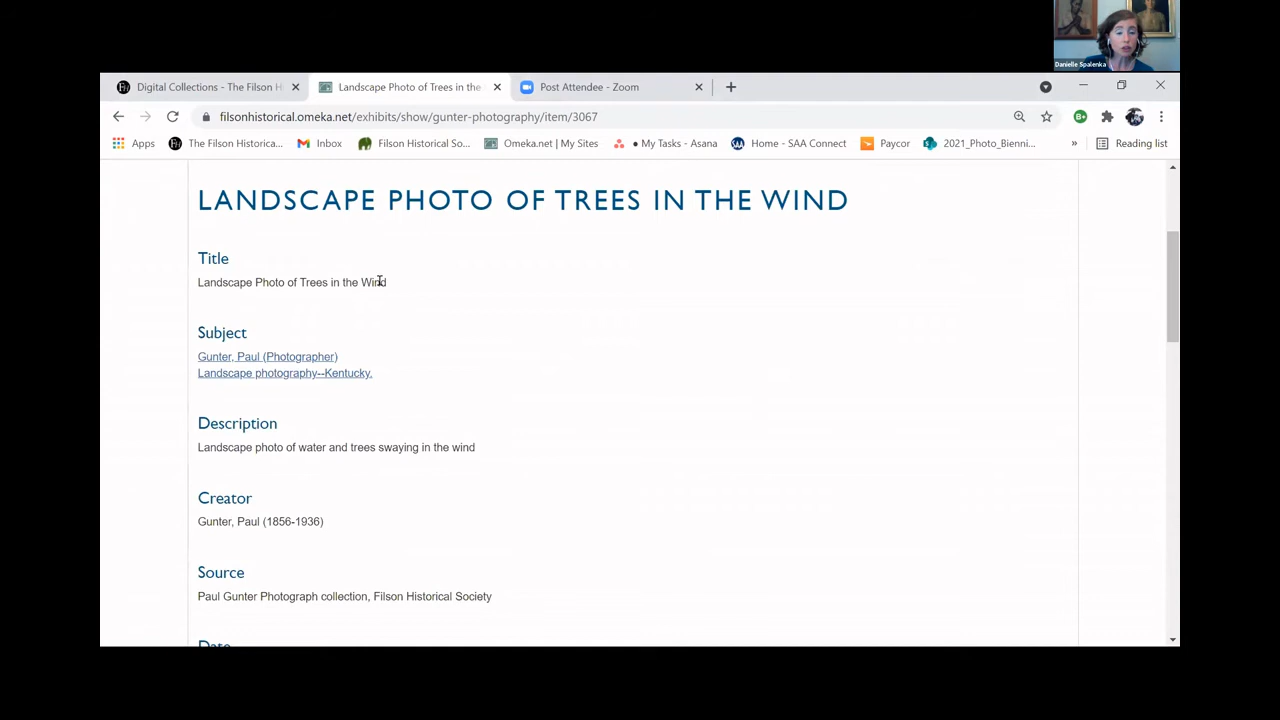 Danielle Spalenka
Digital Collections - The Filson H
Landscape Photo of Trees in the
Post Attendee - Zoom
filsonhistorical.omeka.net/exhibits/show/gunter-photography/item/3067
Apps
The Filson Historica...
Inbox
Filson Historical So...
Omeka.net | My Sites
• My Tasks - Asana
Home - SAA Connect
Paycor
2021_Photo_Bienni...
»
Reading list
LANDSCAPE PHOTO OF TREES IN THE WIND
Title
Landscape Photo of Trees in the Wind
Subject
Gunter, Paul (Photographer)
Landscape photography--Kentucky.
Description
Landscape photo of water and trees swaying in the wind
Creator
Gunter, Paul (1856-1936)
Source
Paul Gunter Photograph collection, Filson Historical Society
Date